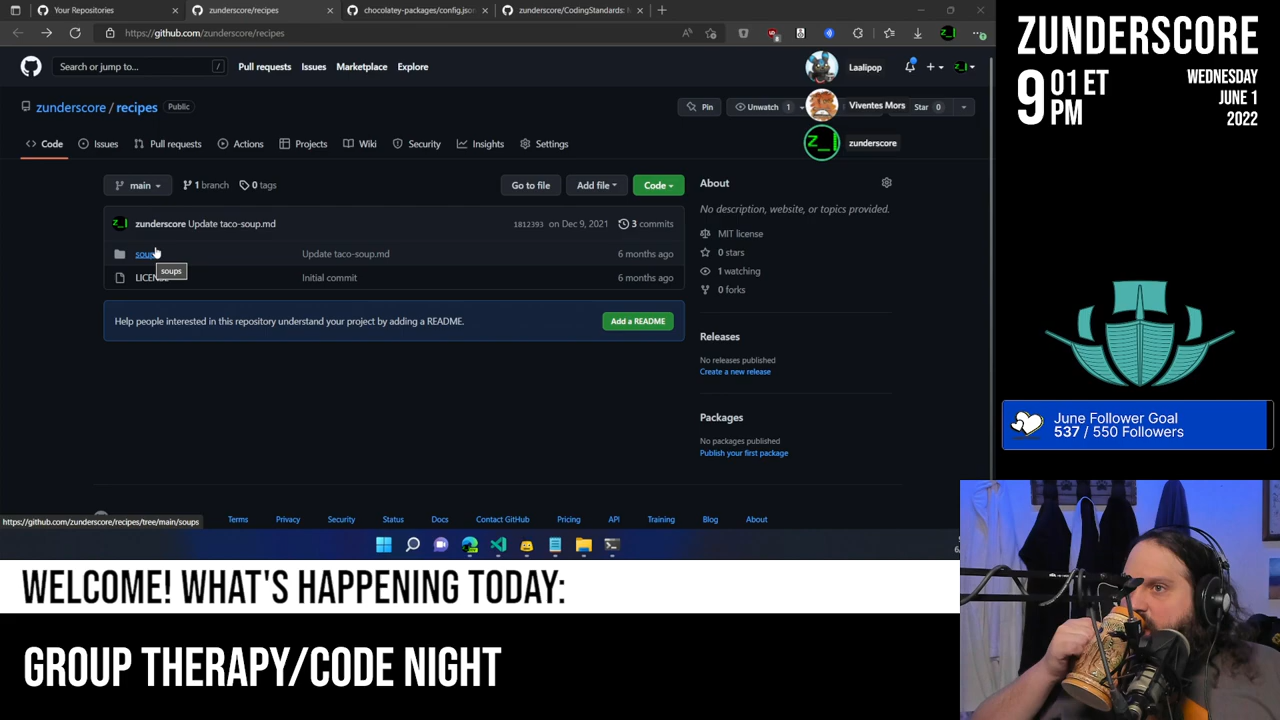 Your Repositories
zunderscore/recipes
chocolatey-packages/config.json
zunderscore/CodingStandards: M
https://github.com/zunderscore/recipes
Search or jump to...
/
Pull requests
Issues
Marketplace
Explore
Laalipop
Viventes Mors
zunderscore
zunderscore / recipes
Public
Pin
Unwatch 1
Star 0
Code
Issues
Pull requests
Actions
Projects
Wiki
Security
Insights
Settings
main
1 branch
0 tags
Go to file
Add file
Code
zunderscore Update taco-soup.md
1812393 on Dec 9, 2021
3 commits
soups
Update taco-soup.md
6 months ago
soups
LICEN
Initial commit
6 months ago
Help people interested in this repository understand your project by adding a README.
Add a README
About
No description, website, or topics provided.
MIT license
0 stars
1 watching
0 forks
Releases
No releases published
Create a new release
Packages
No packages published
Publish your first package
Terms
Privacy
Security
Status
Docs
Contact GitHub
Pricing
API
Training
Blog
About
https://github.com/zunderscore/recipes/tree/main/soups
ZUNDERSCORE
9 01 ET
PM
WEDNESDAY
JUNE 1
2022
June Follower Goal
537 / 550 Followers
WELCOME! WHAT'S HAPPENING TODAY:
GROUP THERAPY/CODE NIGHT